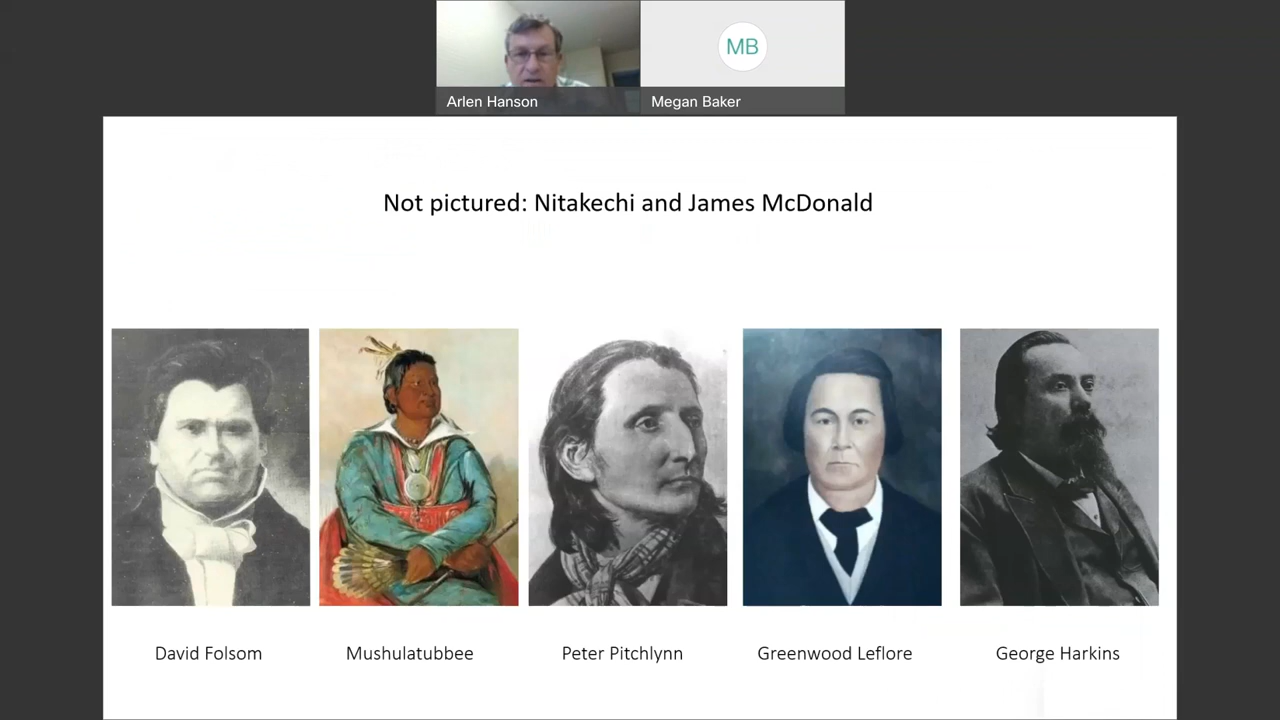 MB
Arlen Hanson
Megan Baker
Not pictured: Nitakechi and James McDonald
David Folsom
Mushulatubbee
Peter Pitchlynn
Greenwood Leflore
George Harkins